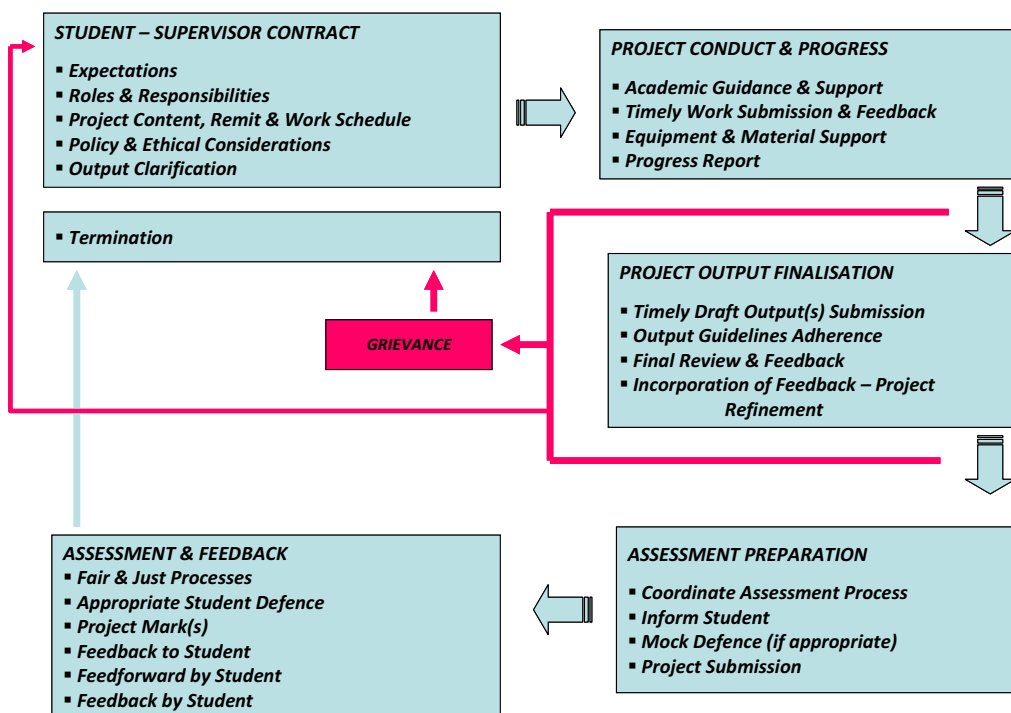 STUDENT – SUPERVISOR CONTRACT
▪ Expectations
▪ Roles & Responsibilities
▪ Project Content, Remit & Work Schedule
▪ Policy & Ethical Considerations
▪ Output Clarification
PROJECT CONDUCT & PROGRESS
▪ Academic Guidance & Support
▪ Timely Work Submission & Feedback
▪ Equipment & Material Support
▪ Progress Report
▪ Termination
GRIEVANCE
PROJECT OUTPUT FINALISATION
▪ Timely Draft Output(s) Submission
▪ Output Guidelines Adherence
▪ Final Review & Feedback
▪ Incorporation of Feedback – Project
Refinement
ASSESSMENT & FEEDBACK
▪ Fair & Just Processes
▪ Appropriate Student Defence
▪ Project Mark(s)
▪ Feedback to Student
▪ Feedforward by Student
▪ Feedback by Student
ASSESSMENT PREPARATION
▪ Coordinate Assessment Process
▪ Inform Student
▪ Mock Defence (if appropriate)
▪ Project Submission